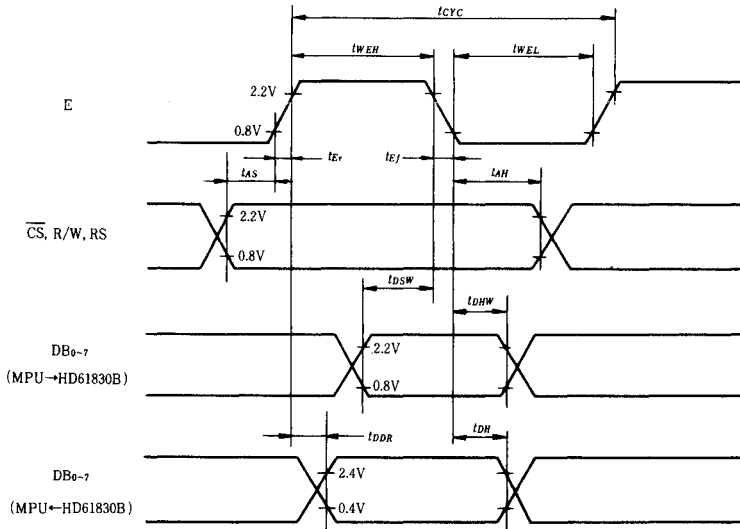 tCYC
tWEH
tWEL
E
2.2V
0.8V
tEr
tEf
tAS
tAH
CS, R/W, RS
2.2V
0.8V
tDSW
tDHW
DB0~7
(MPU→HD61830B)
2.2V
0.8V
tDDR
tDH
DB0~7
(MPU←HD61830B)
2.4V
0.4V